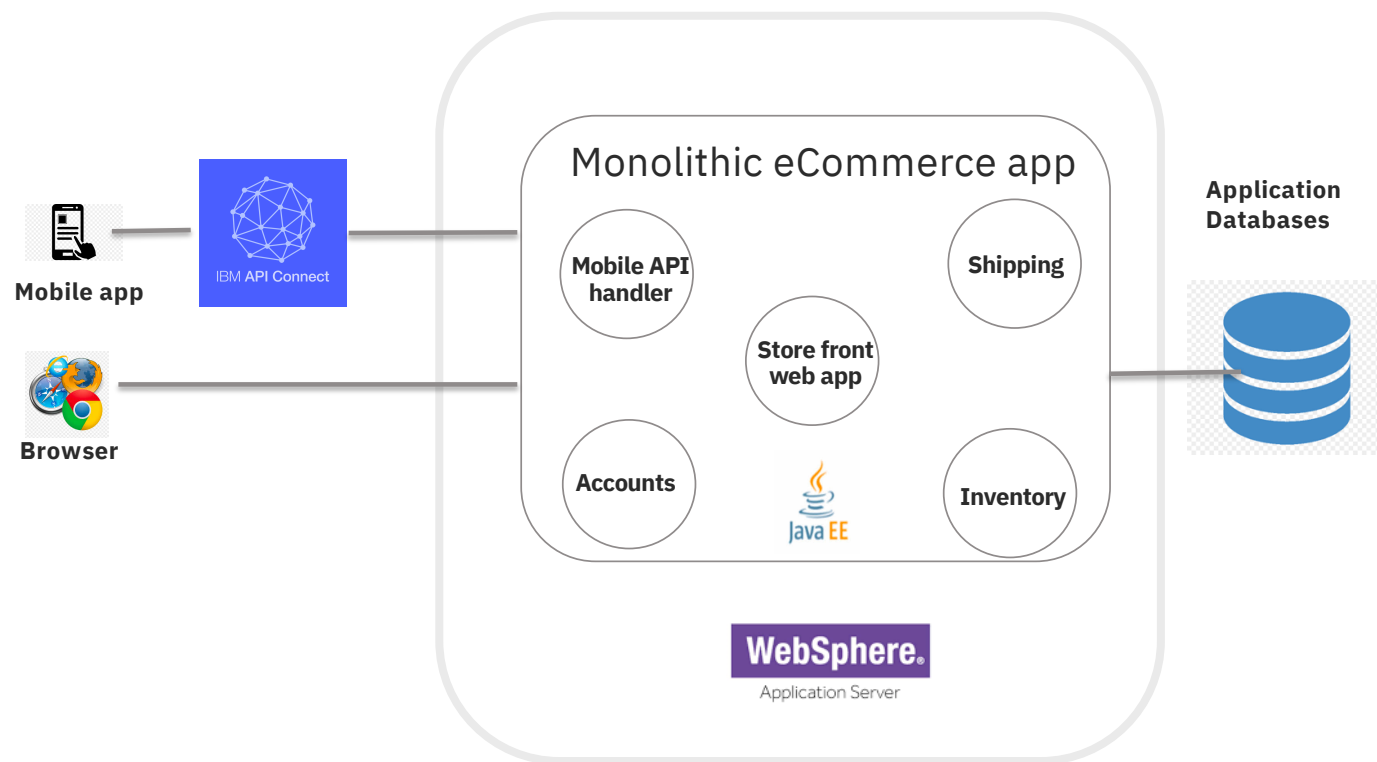 Monolithic eCommerce app
Mobile app
IBM API Connect
Browser
Mobile API
handler
Shipping
Store front
web app
Accounts
Inventory
Java EE
WebSphere®
Application Server
Application
Databases